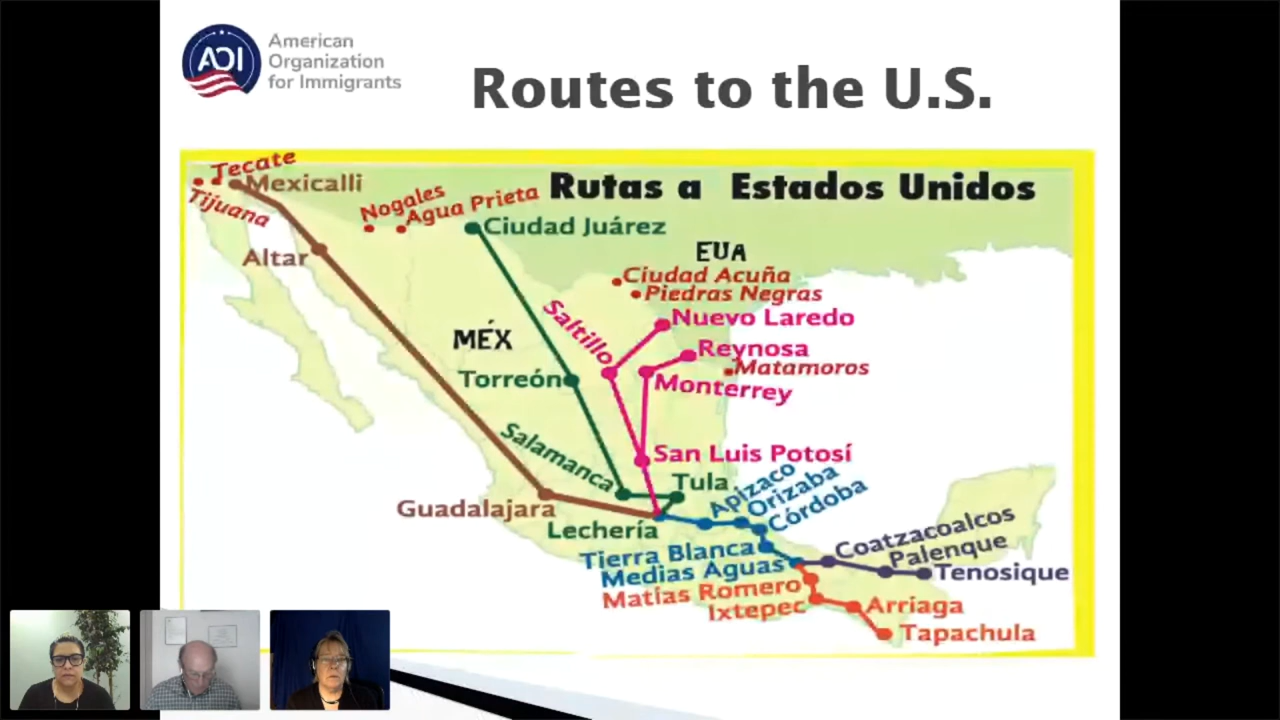 AOI
American
Organization
for Immigrants
Routes to the U.S.
Rutas a Estados Unidos
Tecate
Mexicalli
Tijuana
Nogales
Agua Prieta
Ciudad Juárez
Altar
EUA
Ciudad Acuña
Piedras Negras
Nuevo Laredo
Saltillo
MÉX
Reynosa
Matamoros
Torreón
Monterrey
Salamanca
San Luis Potosí
Tula
Apizaco
Orizaba
Córdoba
Guadalajara
Lechería
Coatzacoalcos
Palenque
Tierra Blanca
Medias Aguas
Tenosique
Matías Romero
Ixtepec
Arriaga
Tapachula